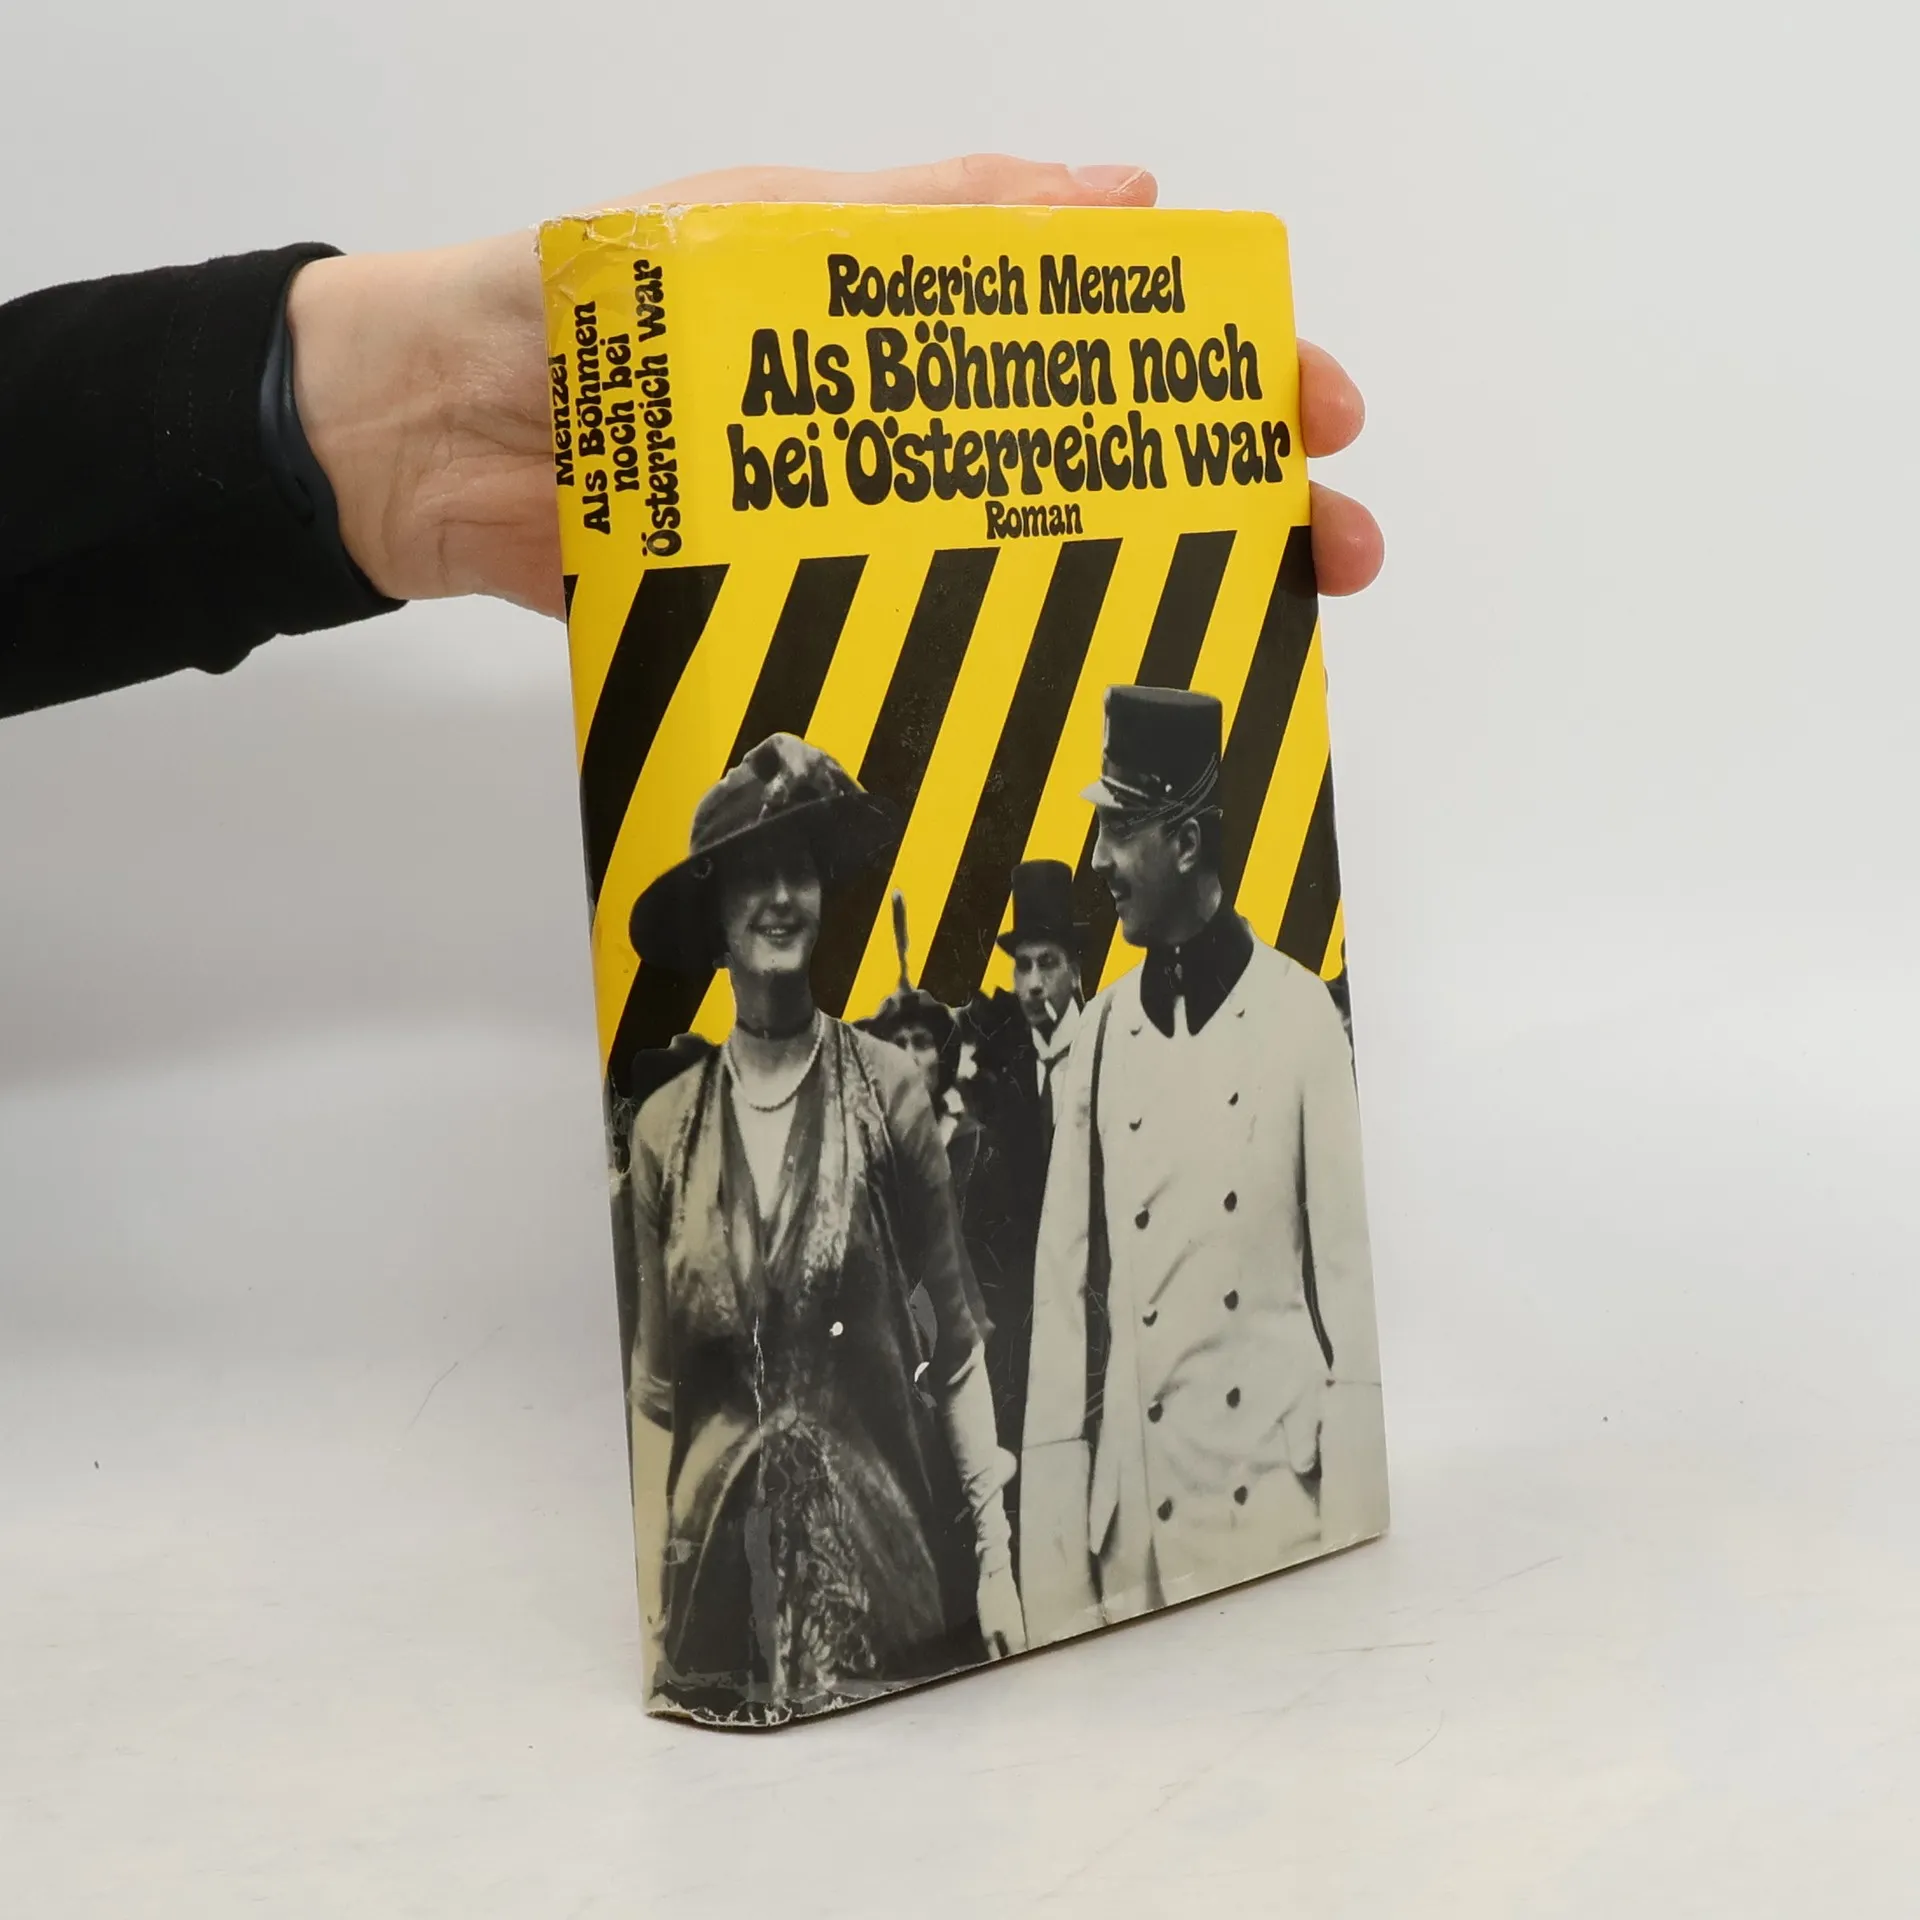 Menzel
Als Böhmen
noch bei
Österreich war
Roderich Menzel
Als Böhmen noch
bei Österreich war
Roman